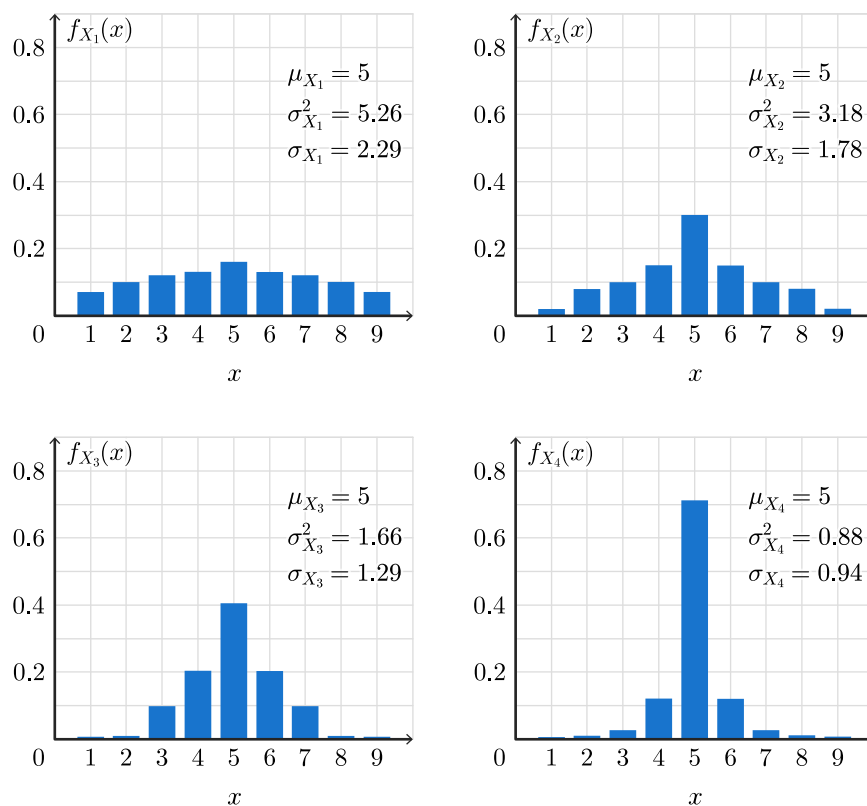 f_{X_1}(x)
μ_{X_1} = 5
σ²_{X_1} = 5.26
σ_{X_1} = 2.29
0.8
0.6
0.4
0.2
0
1 2 3 4 5 6 7 8 9
x
f_{X_2}(x)
μ_{X_2} = 5
σ²_{X_2} = 3.18
σ_{X_2} = 1.78
0.8
0.6
0.4
0.2
0
1 2 3 4 5 6 7 8 9
x
f_{X_3}(x)
μ_{X_3} = 5
σ²_{X_3} = 1.66
σ_{X_3} = 1.29
0.8
0.6
0.4
0.2
0
1 2 3 4 5 6 7 8 9
x
f_{X_4}(x)
μ_{X_4} = 5
σ²_{X_4} = 0.88
σ_{X_4} = 0.94
0.8
0.6
0.4
0.2
0
1 2 3 4 5 6 7 8 9
x